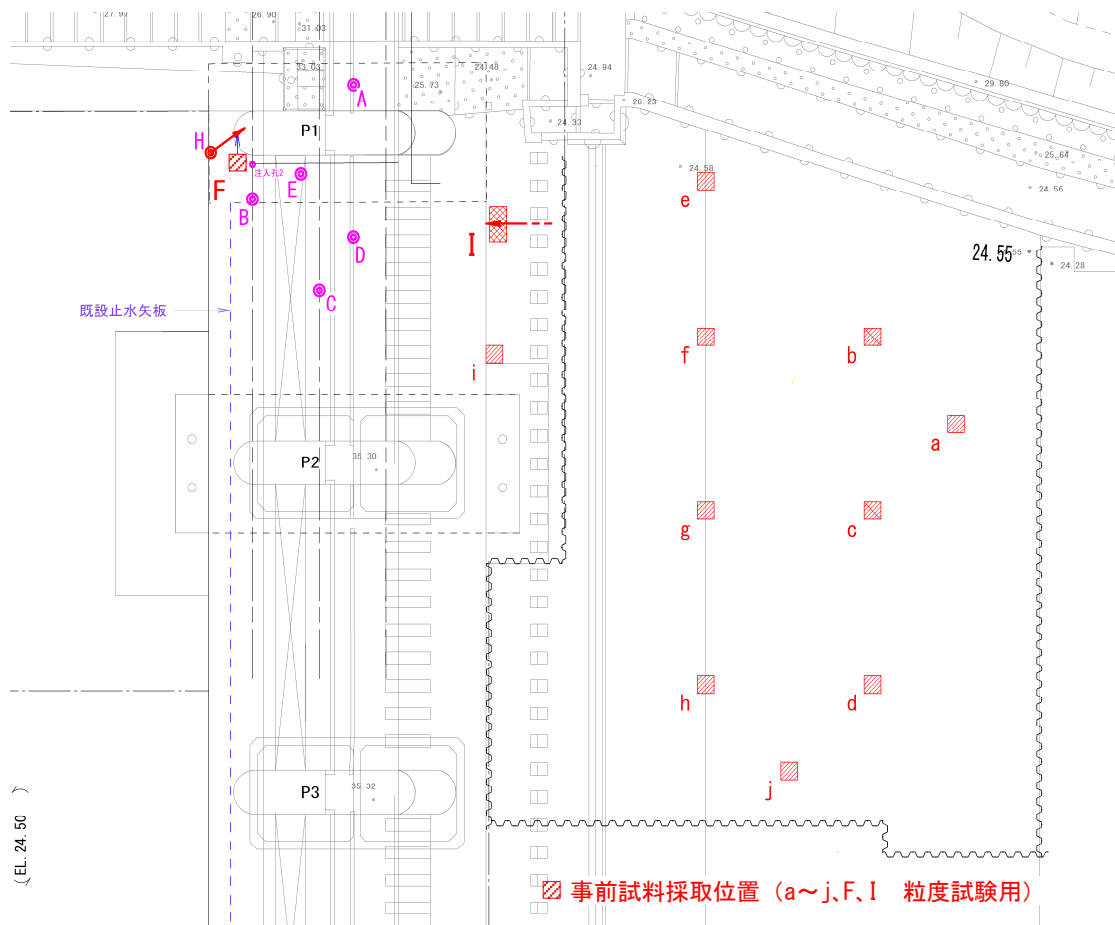 27.97
26.90
31.03
33.03
24.48
25.73
24.94
24.33
26.23
29.80
25.64
24.56
24.58
24.55
24.28
A
P1
H
F
注入孔2
E
B
D
C
I
e
既設止水矢板
i
f
b
a
P2
35.30
g
c
h
d
j
P3
35.32
(EL. 24. 50 )
事前試料採取位置（a～j、F、I　粒度試験用）